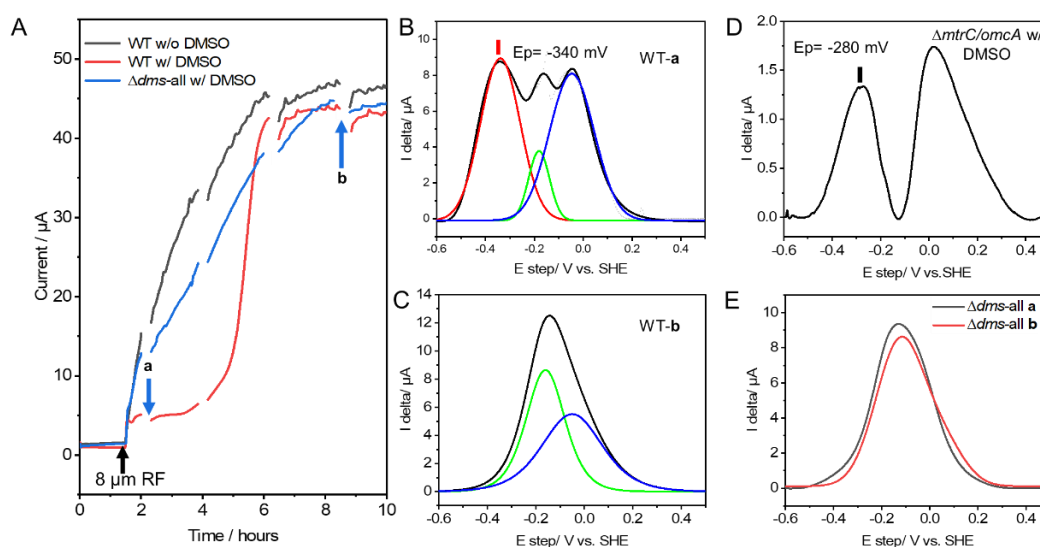 A
WT w/o DMSO
WT w/ DMSO
Δdms-all w/ DMSO
Current / μA
50
40
30
20
10
0
a
b
8 μm RF
0 2 4 6 8 10
Time / hours
B
Ep= -340 mV
WT-a
I delta/ μA
10
8
6
4
2
0
-0.6 -0.4 -0.2 0.0 0.2 0.4
E step/ V vs. SHE
C
WT-b
I delta/ μA
14
12
10
8
6
4
2
0
-0.6 -0.4 -0.2 0.0 0.2 0.4
E step/ V vs. SHE
D
ΔmtrC/omcA w/
DMSO
Ep= -280 mV
I delta/ μA
1.8
1.2
0.6
0.0
-0.6 -0.4 -0.2 0.0 0.2 0.4
E step/ V vs.SHE
E
Δdms-all a
Δdms-all b
I delta/ μA
10
8
6
4
2
0
-0.6 -0.4 -0.2 0.0 0.2 0.4
E step/ V vs. SHE